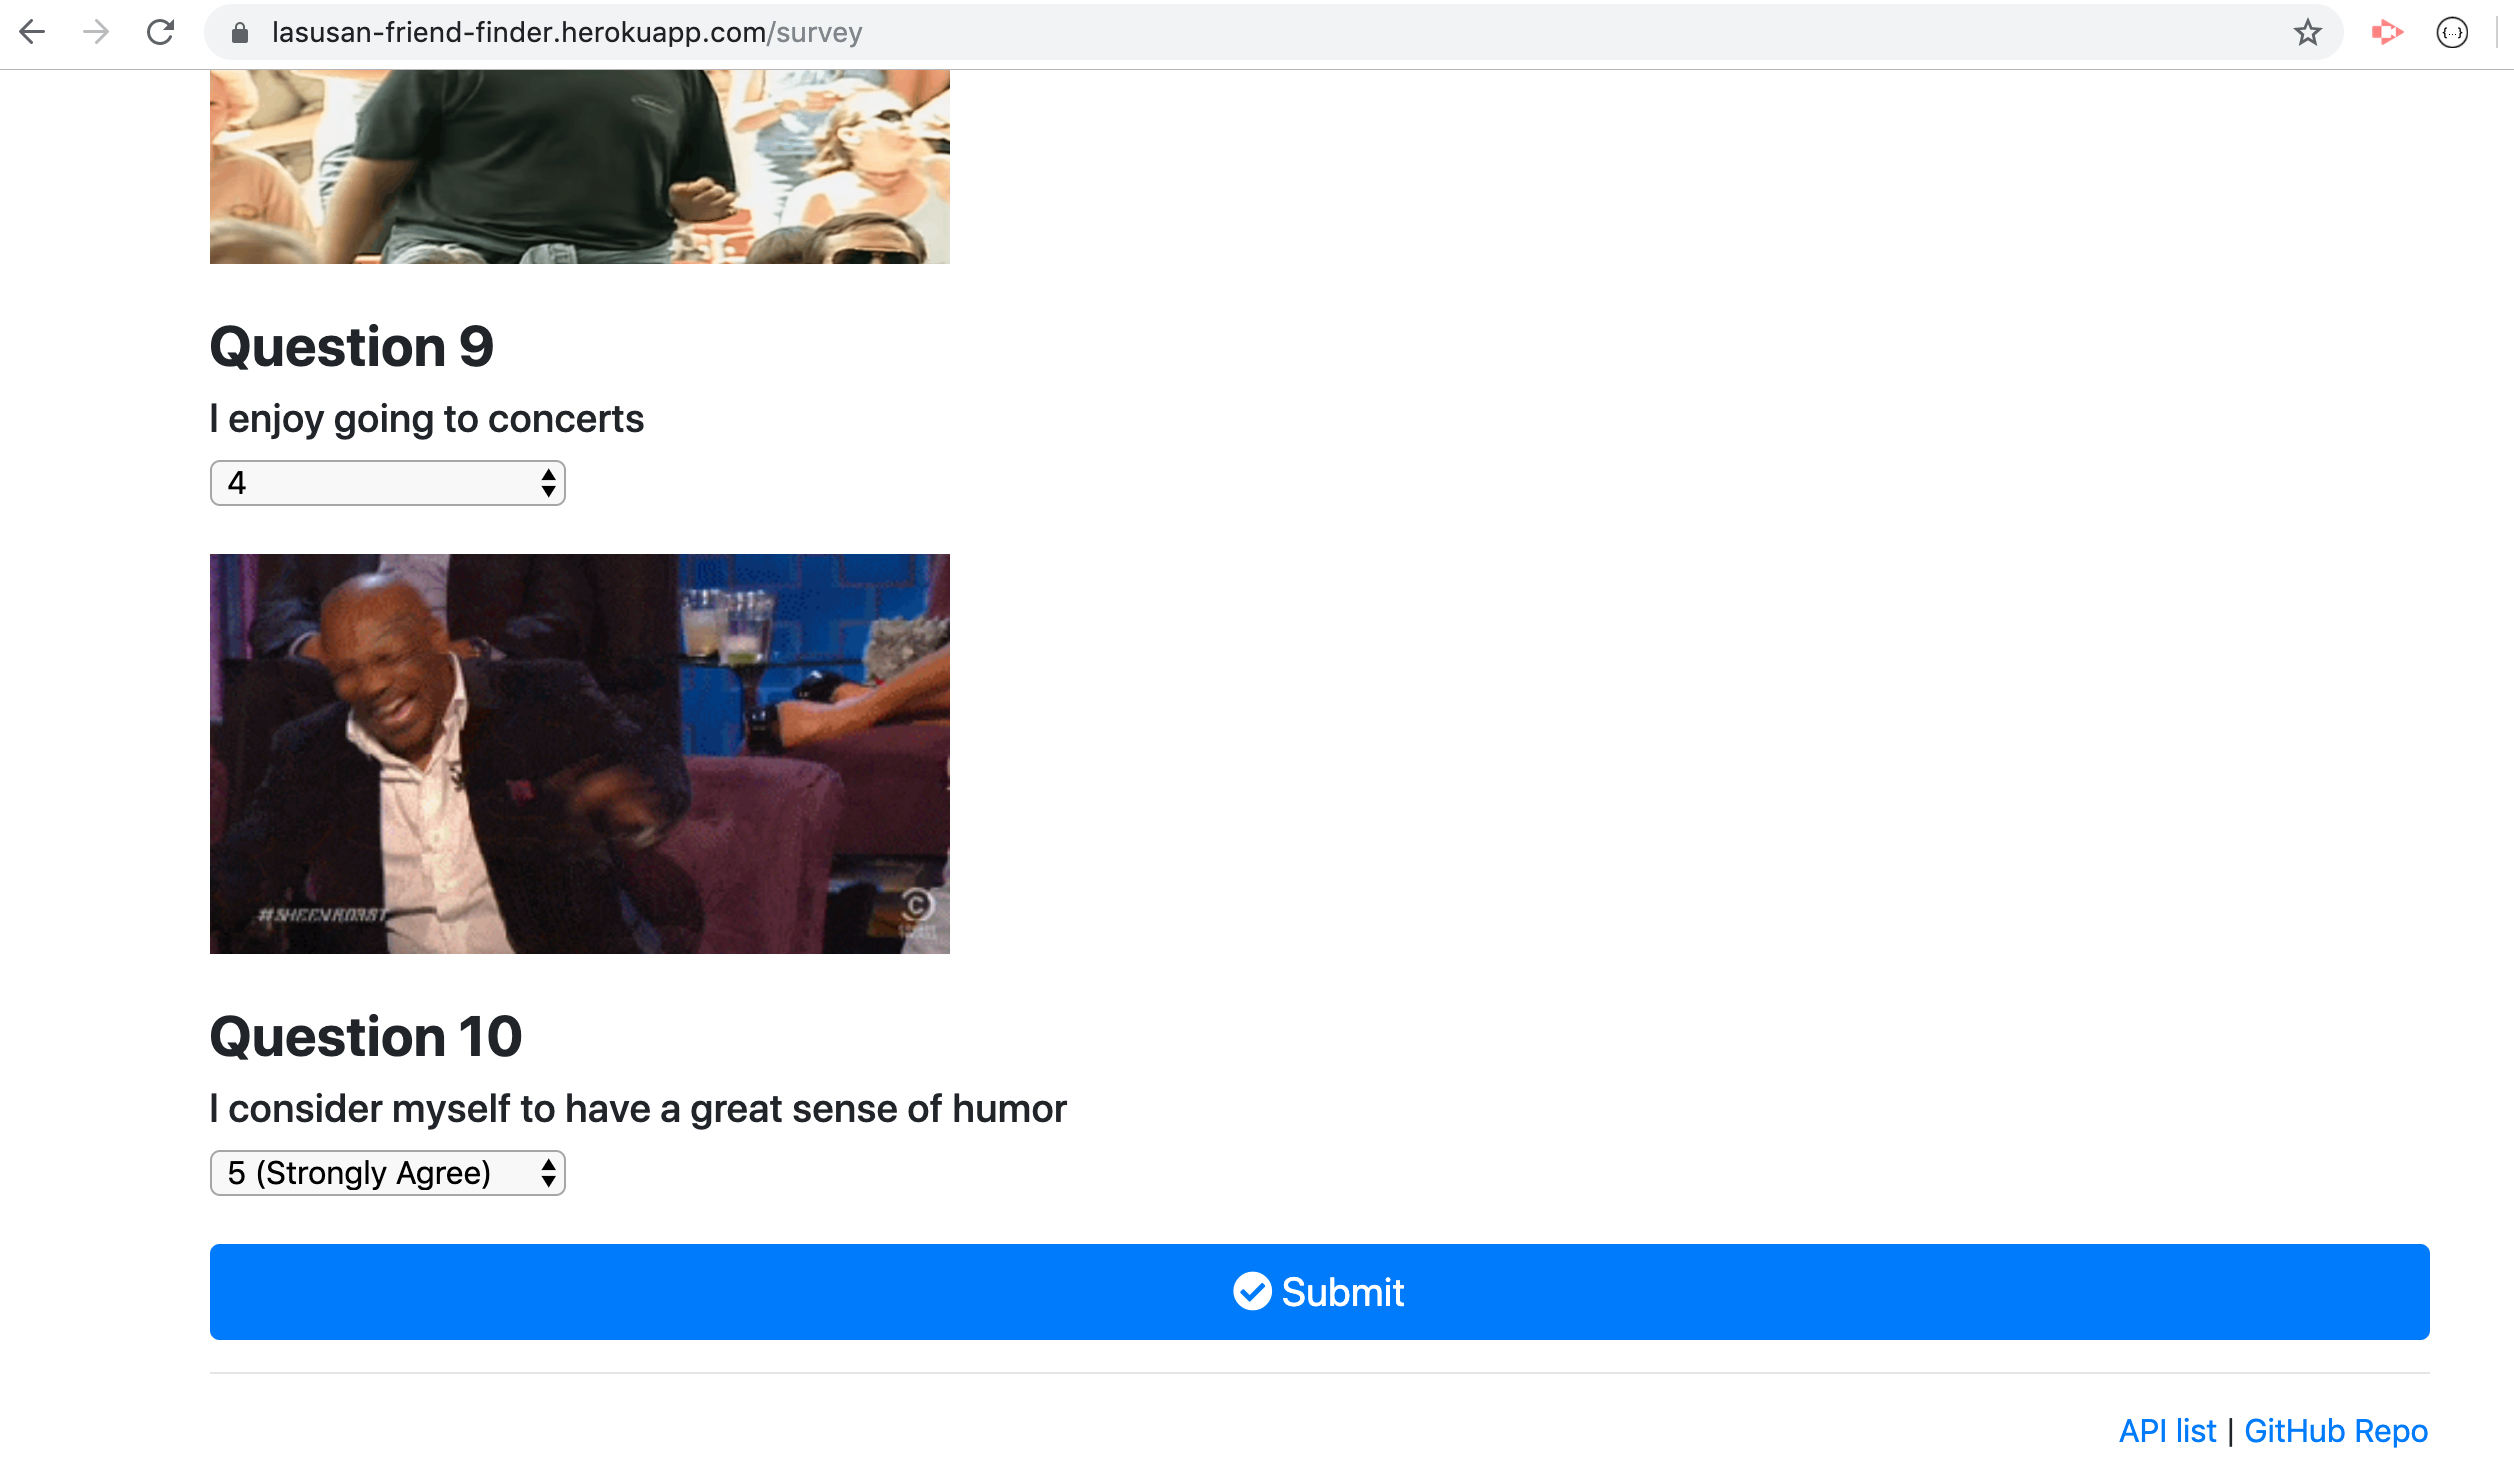 lasusan-friend-finder.herokuapp.com/survey
{...}
Question 9
I enjoy going to concerts
4
#SHEENROAST
Question 10
I consider myself to have a great sense of humor
5 (Strongly Agree)
Submit
API list | GitHub Repo